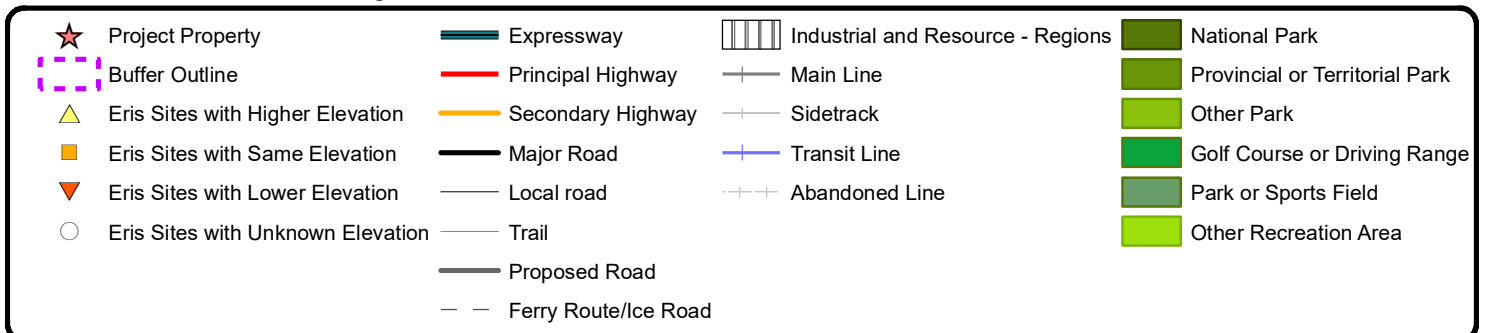 Project Property
Buffer Outline
Eris Sites with Higher Elevation
Eris Sites with Same Elevation
Eris Sites with Lower Elevation
Eris Sites with Unknown Elevation
Expressway
Principal Highway
Secondary Highway
Major Road
Local road
Trail
Proposed Road
Ferry Route/Ice Road
Industrial and Resource - Regions
Main Line
Sidetrack
Transit Line
Abandoned Line
National Park
Provincial or Territorial Park
Other Park
Golf Course or Driving Range
Park or Sports Field
Other Recreation Area